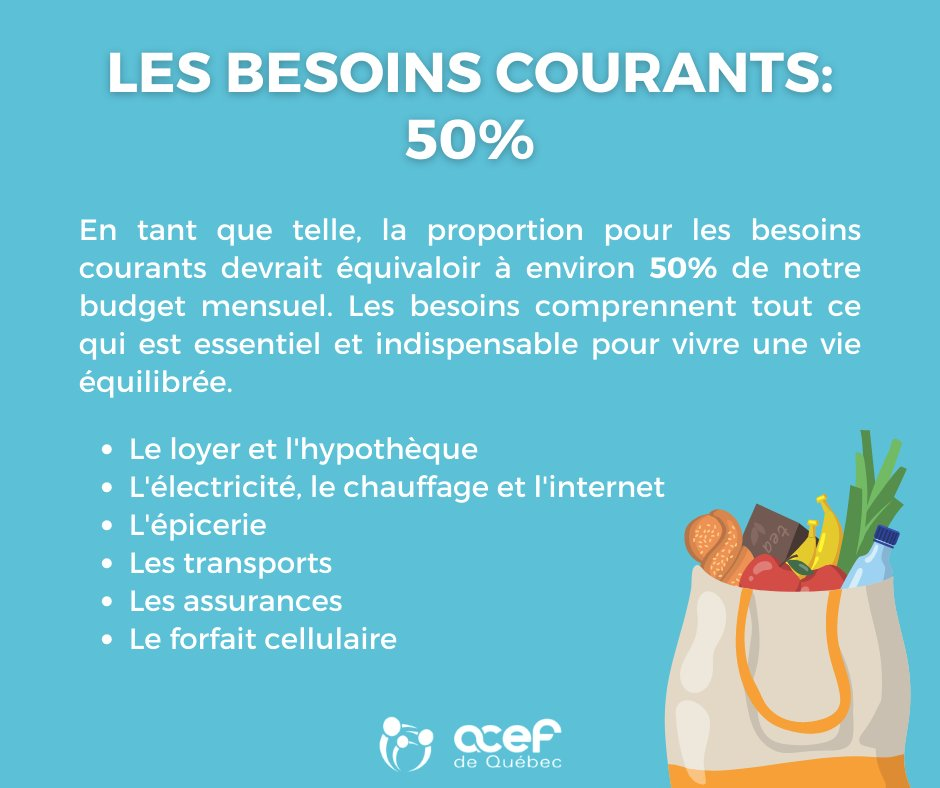 LES BESOINS COURANTS:
50%
En tant que telle, la proportion pour les besoins
courants devrait équivaloir à environ 50% de notre
budget mensuel. Les besoins comprennent tout ce
qui est essentiel et indispensable pour vivre une vie
équilibrée.
• Le loyer et l'hypothèque
• L'électricité, le chauffage et l'internet
• L'épicerie
• Les transports
• Les assurances
• Le forfait cellulaire
tea
acef
de Québec